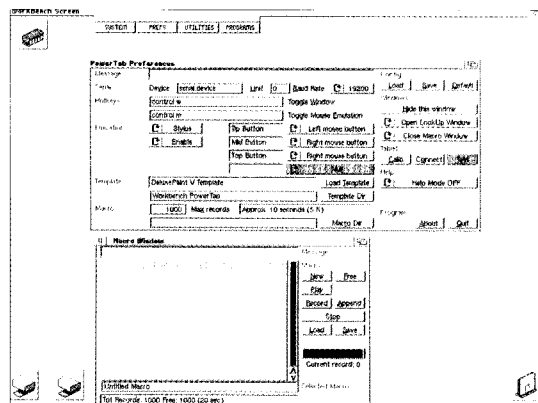 Workbench Screen
SYSTEM PREFS UTILITIES PROGRAMS
PowerTab Preferences
Message Config
Device serial.device Unit 0 Baud Rate 19200 Load Save Default
Hotkeys control w Toggle Window Windows
control m Toggle Mouse Emulation Hide this window
Stylus Tip Button Left mouse button Open Enable Window
Enable Mid Button Right mouse button Close Macro Window
Top Button Right mouse button Tablet
Calib Connect
Help
Template DeluxePaint V Template Load Template Help Mode OFF
Workbench:PowerTab Template Dir
Macro 1000 Max records Approx. 10 seconds Program
Macro Dir About Quit
Macro Window
Message
Macro
New Free
Play
Record Append
Stop
Load Save
Current record: 0
Untitled Macro Selected Macro
Tot Records: 1000 Free: 1000 (20 sec)